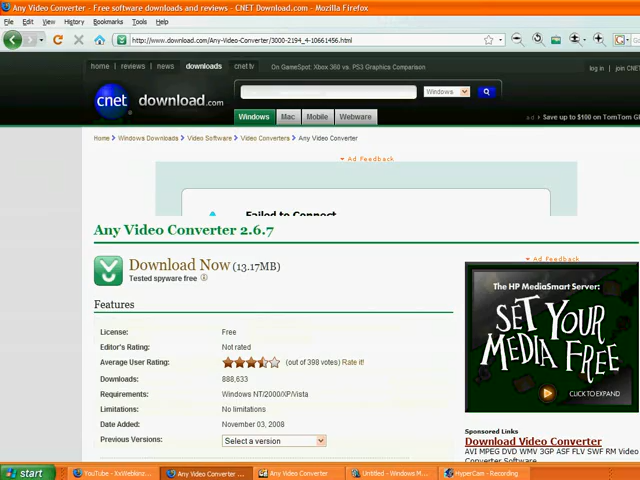 Any Video Converter - Free software downloads and reviews - CNET Download.com - Mozilla Firefox
File Edit View History Bookmarks Tools Help
http://www.download.com/Any-Video-Converter/3000-2194_4-10661456.html
home reviews news downloads cnet tv On GameSpot: Xbox 360 vs. PS3 Graphics Comparison log in join CNET
cnet download.com Windows
Windows Mac Mobile Webware ad Save up to $100 on TomTom
Home Windows Downloads Video Software Video Converters Any Video Converter
Ad Feedback
Failed to Connect
Any Video Converter 2.6.7
Ad Feedback
Download Now (13.17MB)
Tested spyware free
The HP MediaSmart Server:
SET YOUR
MEDIA FREE
CLICK TO EXPAND
Features
License: Free
Editor's Rating: Not rated
Average User Rating: (out of 398 votes) Rate it!
Downloads: 888,633
Requirements: Windows NT/2000/XP/Vista
Limitations: No limitations
Date Added: November 03, 2008
Previous Versions: Select a version
Sponsored Links
Download Video Converter
AVI MPEG DVD WMV 3GP ASF FLV SWF RM Video
Converter Software
start YouTube - XxWebkinz... Any Video Converter ... Any Video Converter Untitled - Windows M... HyperCam - Recording